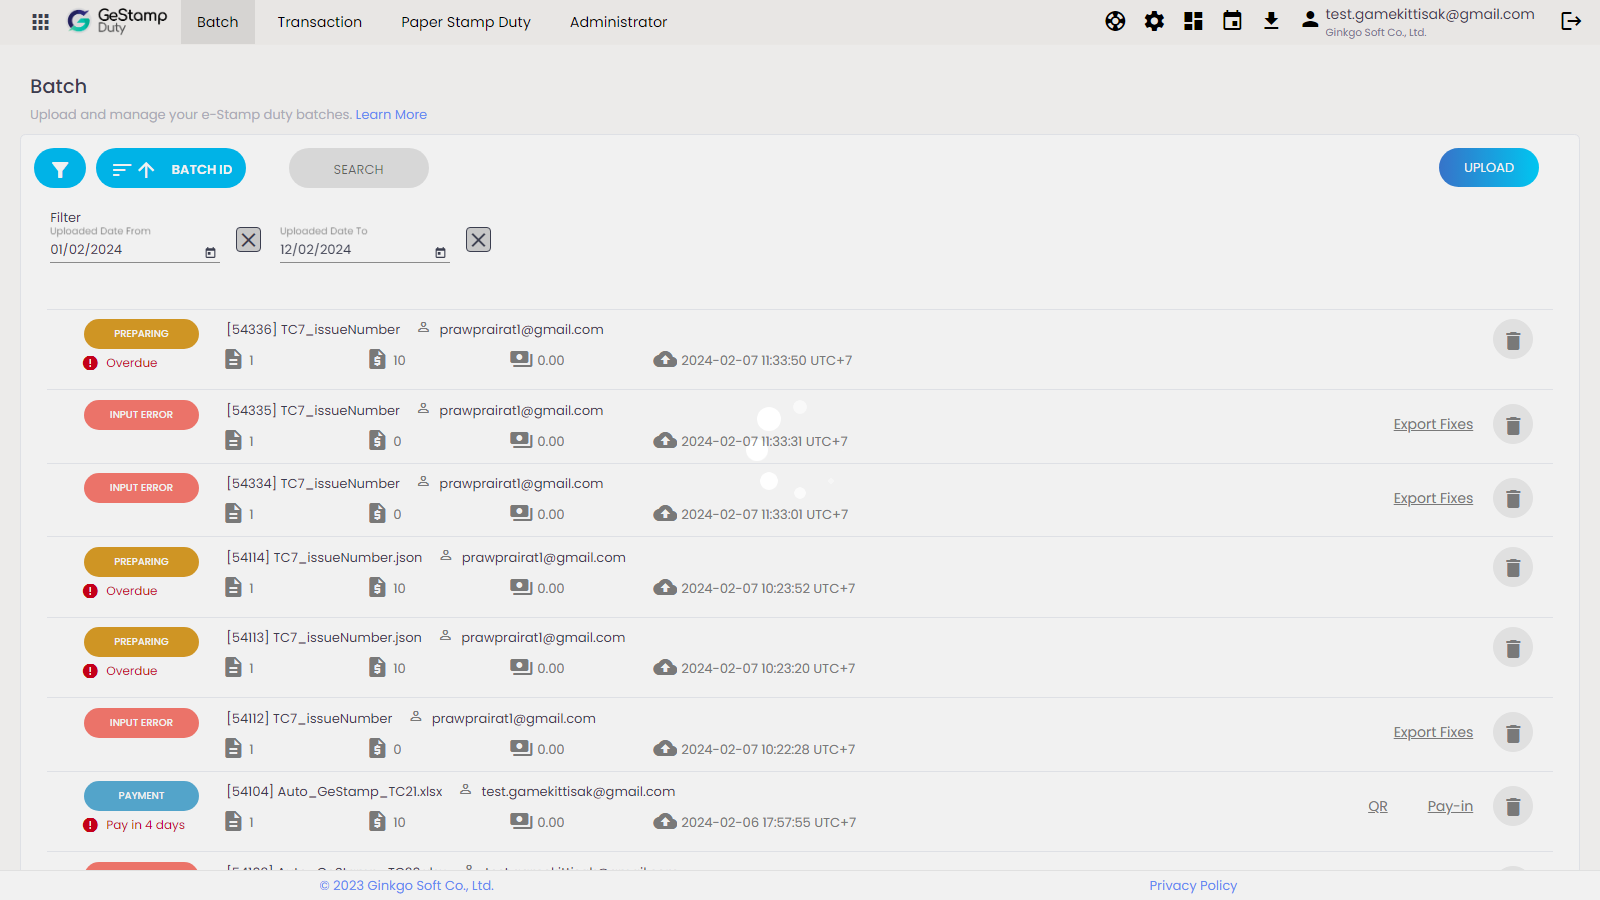 GeStamp
Duty
Batch
Transaction
Paper Stamp Duty
Administrator
test.gamekittisak@gmail.com
Ginkgo Soft Co., Ltd.
Batch
Upload and manage your e-Stamp duty batches. Learn More
BATCH ID
SEARCH
UPLOAD
Filter
Uploaded Date From
01/02/2024
Uploaded Date To
12/02/2024
PREPARING
[54336] TC7_issueNumber
prawprairat1@gmail.com
Overdue
1
10
0.00
2024-02-07 11:33:50 UTC+7
INPUT ERROR
[54335] TC7_issueNumber
prawprairat1@gmail.com
1
0
0.00
2024-02-07 11:33:31 UTC+7
Export Fixes
INPUT ERROR
[54334] TC7_issueNumber
prawprairat1@gmail.com
1
0
0.00
2024-02-07 11:33:01 UTC+7
Export Fixes
PREPARING
[54114] TC7_issueNumber.json
prawprairat1@gmail.com
Overdue
1
10
0.00
2024-02-07 10:23:52 UTC+7
PREPARING
[54113] TC7_issueNumber.json
prawprairat1@gmail.com
Overdue
1
10
0.00
2024-02-07 10:23:20 UTC+7
INPUT ERROR
[54112] TC7_issueNumber
prawprairat1@gmail.com
1
0
0.00
2024-02-07 10:22:28 UTC+7
Export Fixes
PAYMENT
[54104] Auto_GeStamp_TC21.xlsx
test.gamekittisak@gmail.com
Pay in 4 days
1
10
0.00
2024-02-06 17:57:55 UTC+7
QR
Pay-in
© 2023 Ginkgo Soft Co., Ltd.
Privacy Policy